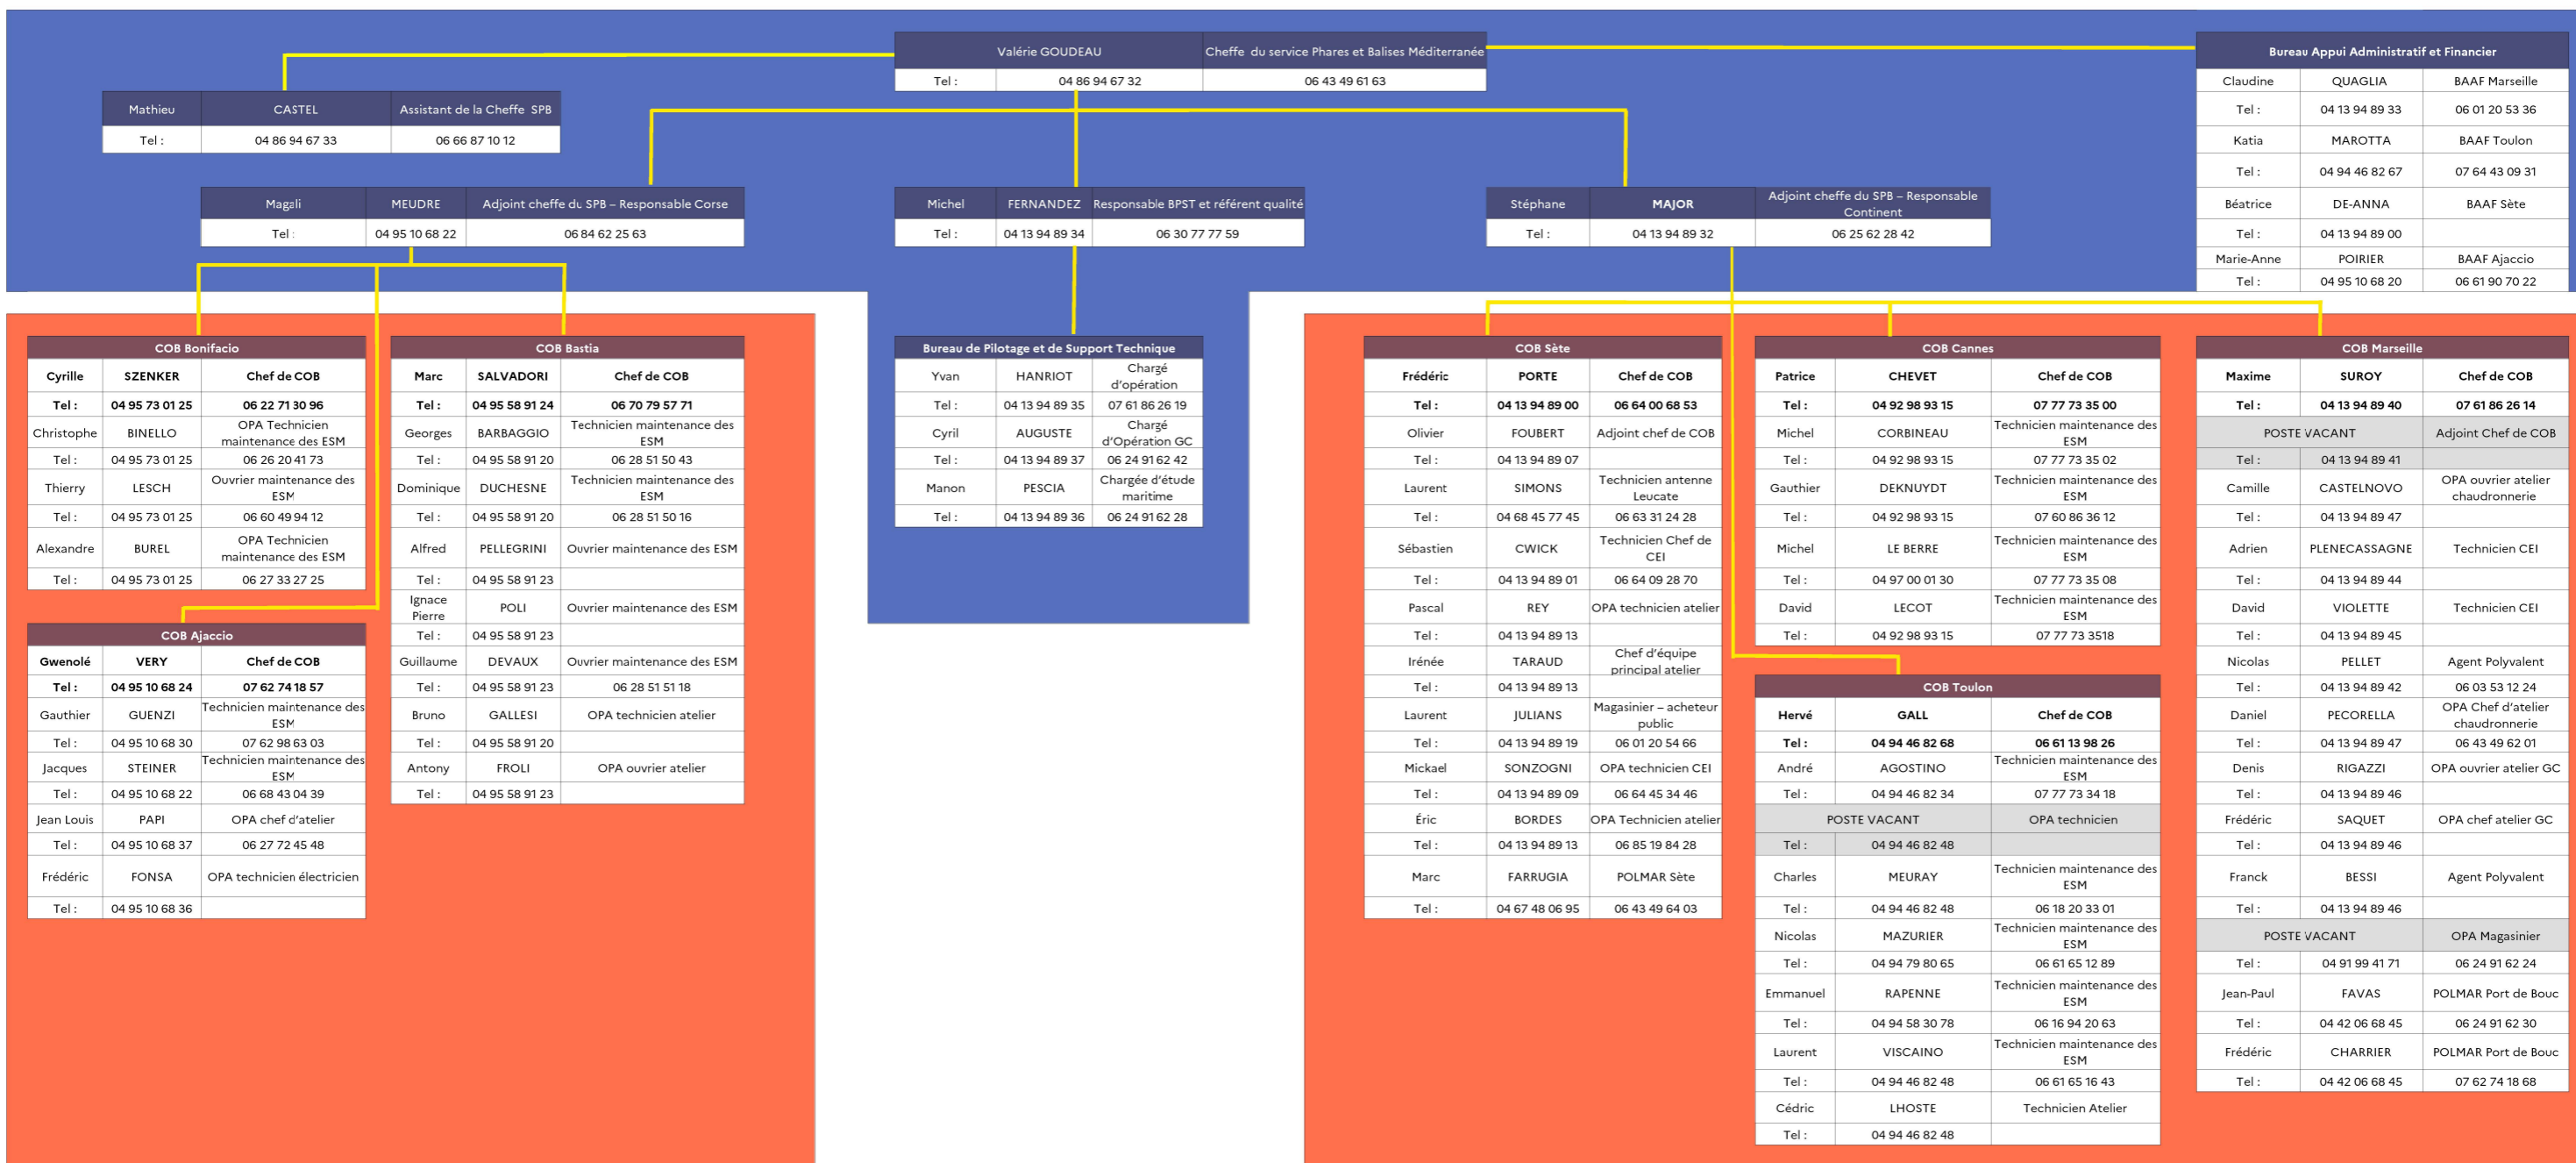 Valérie GOUDEAU Cheffe du service Phares et Balises Méditerranée
Tel : 04 86 94 67 32 06 43 49 61 63
Mathieu CASTEL Assistant de la Cheffe SPB
Tel : 04 86 94 67 33 06 66 87 10 12
Bureau Appui Administratif et Financier
Claudine QUAGLIA BAAF Marseille
Tel : 04 13 94 89 33 06 01 20 53 36
Katia MAROTTA BAAF Toulon
Tel : 04 94 46 82 67 07 64 43 09 31
Béatrice DE-ANNA BAAF Sète
Tel : 04 13 94 89 00
Marie-Anne POIRIER BAAF Ajaccio
Tel : 04 95 10 68 20 06 61 90 70 22
Magali MEUDRE Adjoint cheffe du SPB – Responsable Corse
Tel : 04 95 10 68 22 06 84 62 25 63
Michel FERNANDEZ Responsable BPST et référent qualité
Tel : 04 13 94 89 34 06 30 77 77 59
Stéphane MAJOR Adjoint cheffe du SPB – Responsable
Continent
Tel : 04 13 94 89 32 06 25 62 28 42
COB Bonifacio
Cyrille SZENKER Chef de COB
Tel : 04 95 73 01 25 06 22 71 30 96
Christophe BINELLO OPA Technicien
maintenance des ESM
Tel : 04 95 73 01 25 06 26 20 41 73
Thierry LESCH Ouvrier maintenance des
ESM
Tel : 04 95 73 01 25 06 60 49 94 12
Alexandre BUREL OPA Technicien
maintenance des ESM
Tel : 04 95 73 01 25 06 27 33 27 25
COB Ajaccio
Gwenolé VERY Chef de COB
Tel : 04 95 10 68 24 07 62 74 18 57
Gauthier GUENZI Technicien maintenance des
ESM
Tel : 04 95 10 68 30 07 62 98 63 03
Jacques STEINER Technicien maintenance des
ESM
Tel : 04 95 10 68 22 06 68 43 04 39
Jean Louis PAPI OPA chef d'atelier
Tel : 04 95 10 68 37 06 27 72 45 48
Frédéric FONSA OPA technicien électricien
Tel : 04 95 10 68 36
COB Bastia
Marc SALVADORI Chef de COB
Tel : 04 95 58 91 24 06 70 79 57 71
Georges BARBAGGIO Technicien maintenance des
ESM
Tel : 04 95 58 91 20 06 28 51 50 43
Dominique DUCHESNE Technicien maintenance des
ESM
Tel : 04 95 58 91 20 06 28 51 50 16
Alfred PELLEGRINI Ouvrier maintenance des ESM
Tel : 04 95 58 91 23
Ignace
Pierre POLI Ouvrier maintenance des ESM
Tel : 04 95 58 91 23
Guillaume DEVAUX Ouvrier maintenance des ESM
Tel : 04 95 58 91 23 06 28 51 51 18
Bruno GALLESI OPA technicien atelier
Tel : 04 95 58 91 20
Antony FROLI OPA ouvrier atelier
Tel : 04 95 58 91 23
Bureau de Pilotage et de Support Technique
Yvan HANRIOT Chargé
d'opération
Tel : 04 13 94 89 35 07 61 86 26 19
Cyril AUGUSTE Chargé
d'Opération GC
Tel : 04 13 94 89 37 06 24 91 62 42
Manon PESCIA Chargée d'étude
maritime
Tel : 04 13 94 89 36 06 24 91 62 28
COB Sète
Frédéric PORTE Chef de COB
Tel : 04 13 94 89 00 06 64 00 68 53
Olivier FOUBERT Adjoint chef de COB
Tel : 04 13 94 89 07
Laurent SIMONS Technicien antenne
Leucate
Tel : 04 68 45 77 45 06 63 31 24 28
Sébastien CWICK Technicien Chef de
CEI
Tel : 04 13 94 89 01 06 64 09 28 70
Pascal REY OPA technicien atelier
Tel : 04 13 94 89 13
Irénée TARAUD Chef d'équipe
principal atelier
Tel : 04 13 94 89 13
Laurent JULIANS Magasinier – acheteur
public
Tel : 04 13 94 89 19 06 01 20 54 66
Mickael SONZOGNI OPA technicien CEI
Tel : 04 13 94 89 09 06 64 45 34 46
Éric BORDES OPA Technicien atelier
Tel : 04 13 94 89 13 06 85 19 84 28
Marc FARRUGIA POLMAR Sète
Tel : 04 67 48 06 95 06 43 49 64 03
COB Cannes
Patrice CHEVET Chef de COB
Tel : 04 92 98 93 15 07 77 73 35 00
Michel CORBINEAU Technicien maintenance des
ESM
Tel : 04 92 98 93 15 07 77 73 35 02
Gauthier DEKNUYDT Technicien maintenance des
ESM
Tel : 04 92 98 93 15 07 60 86 36 12
Michel LE BERRE Technicien maintenance des
ESM
Tel : 04 97 00 01 30 07 77 73 35 08
David LECOT Technicien maintenance des
ESM
Tel : 04 92 98 93 15 07 77 73 3518
COB Toulon
Hervé GALL Chef de COB
Tel : 04 94 46 82 68 06 61 13 98 26
André AGOSTINO Technicien maintenance des
ESM
Tel : 04 94 46 82 34 07 77 73 34 18
POSTE VACANT OPA technicien
Tel : 04 94 46 82 48
Charles MEURAY Technicien maintenance des
ESM
Tel : 04 94 46 82 48 06 18 20 33 01
Nicolas MAZURIER Technicien maintenance des
ESM
Tel : 04 94 79 80 65 06 61 65 12 89
Emmanuel RAPENNE Technicien maintenance des
ESM
Tel : 04 94 58 30 78 06 16 94 20 63
Laurent VISCAINO Technicien maintenance des
ESM
Tel : 04 94 46 82 48 06 61 65 16 43
Cédric LHOSTE Technicien Atelier
Tel : 04 94 46 82 48
COB Marseille
Maxime SUROY Chef de COB
Tel : 04 13 94 89 40 07 61 86 26 14
POSTE VACANT Adjoint Chef de COB
Tel : 04 13 94 89 41
Camille CASTELNOVO OPA ouvrier atelier
chaudronnerie
Tel : 04 13 94 89 47
Adrien PLENECASSAGNE Technicien CEI
Tel : 04 13 94 89 44
David VIOLETTE Technicien CEI
Tel : 04 13 94 89 45
Nicolas PELLET Agent Polyvalent
Tel : 04 13 94 89 42 06 03 53 12 24
Daniel PECORELLA OPA Chef d'atelier
chaudronnerie
Tel : 04 13 94 89 47 06 43 49 62 01
Denis RIGAZZI OPA ouvrier atelier GC
Tel : 04 13 94 89 46
Frédéric SAQUET OPA chef atelier GC
Tel : 04 13 94 89 46
Franck BESSI Agent Polyvalent
Tel : 04 13 94 89 46
POSTE VACANT OPA Magasinier
Tel : 04 91 99 41 71 06 24 91 62 24
Jean-Paul FAVAS POLMAR Port de Bouc
Tel : 04 42 06 68 45 06 24 91 62 30
Frédéric CHARRIER POLMAR Port de Bouc
Tel : 04 42 06 68 45 07 62 74 18 68